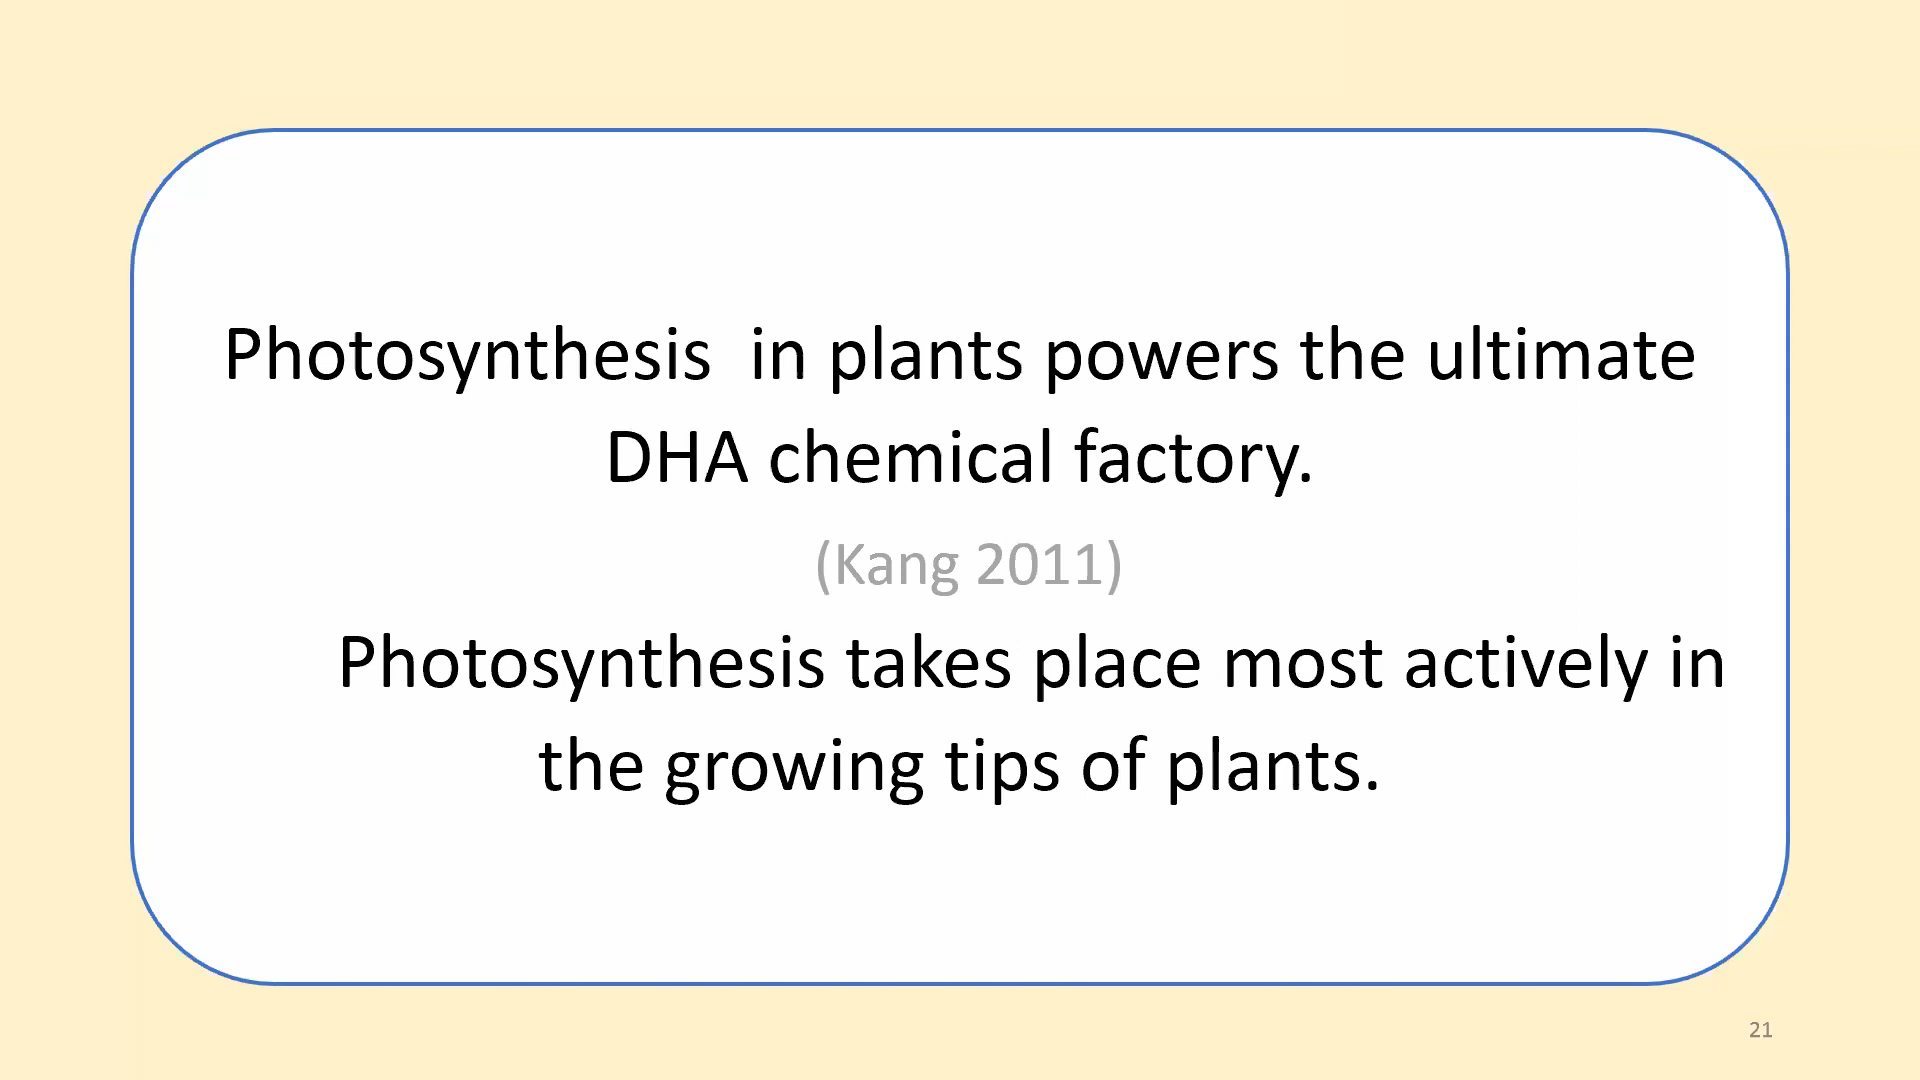 Photosynthesis  in plants powers the ultimate
DHA chemical factory.
(Kang 2011)
Photosynthesis takes place most actively in
the growing tips of plants.
21